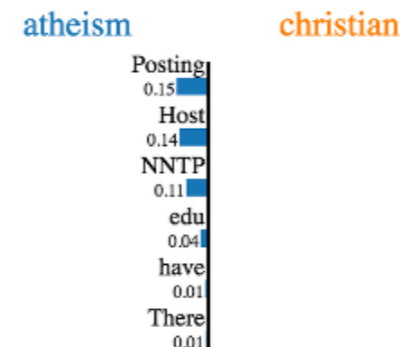 atheism christian
Posting
0.15
Host
0.14
NNTP
0.11
edu
0.04
have
0.01
There
0.01